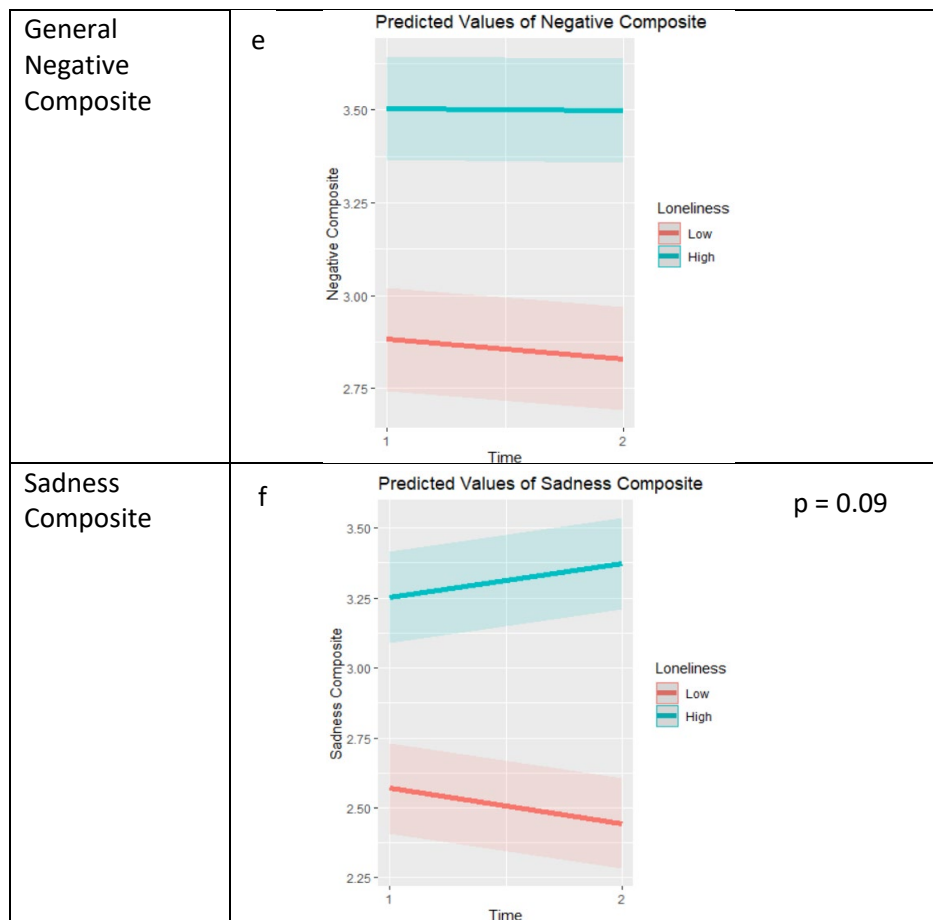 General
Negative
Composite
e
Predicted Values of Negative Composite
3.50
3.25
3.00
2.75
Negative Composite
1
2
Time
Loneliness
Low
High
Sadness
Composite
f
Predicted Values of Sadness Composite
p = 0.09
3.50
3.25
3.00
2.75
2.50
2.25
Sadness Composite
1
2
Time
Loneliness
Low
High